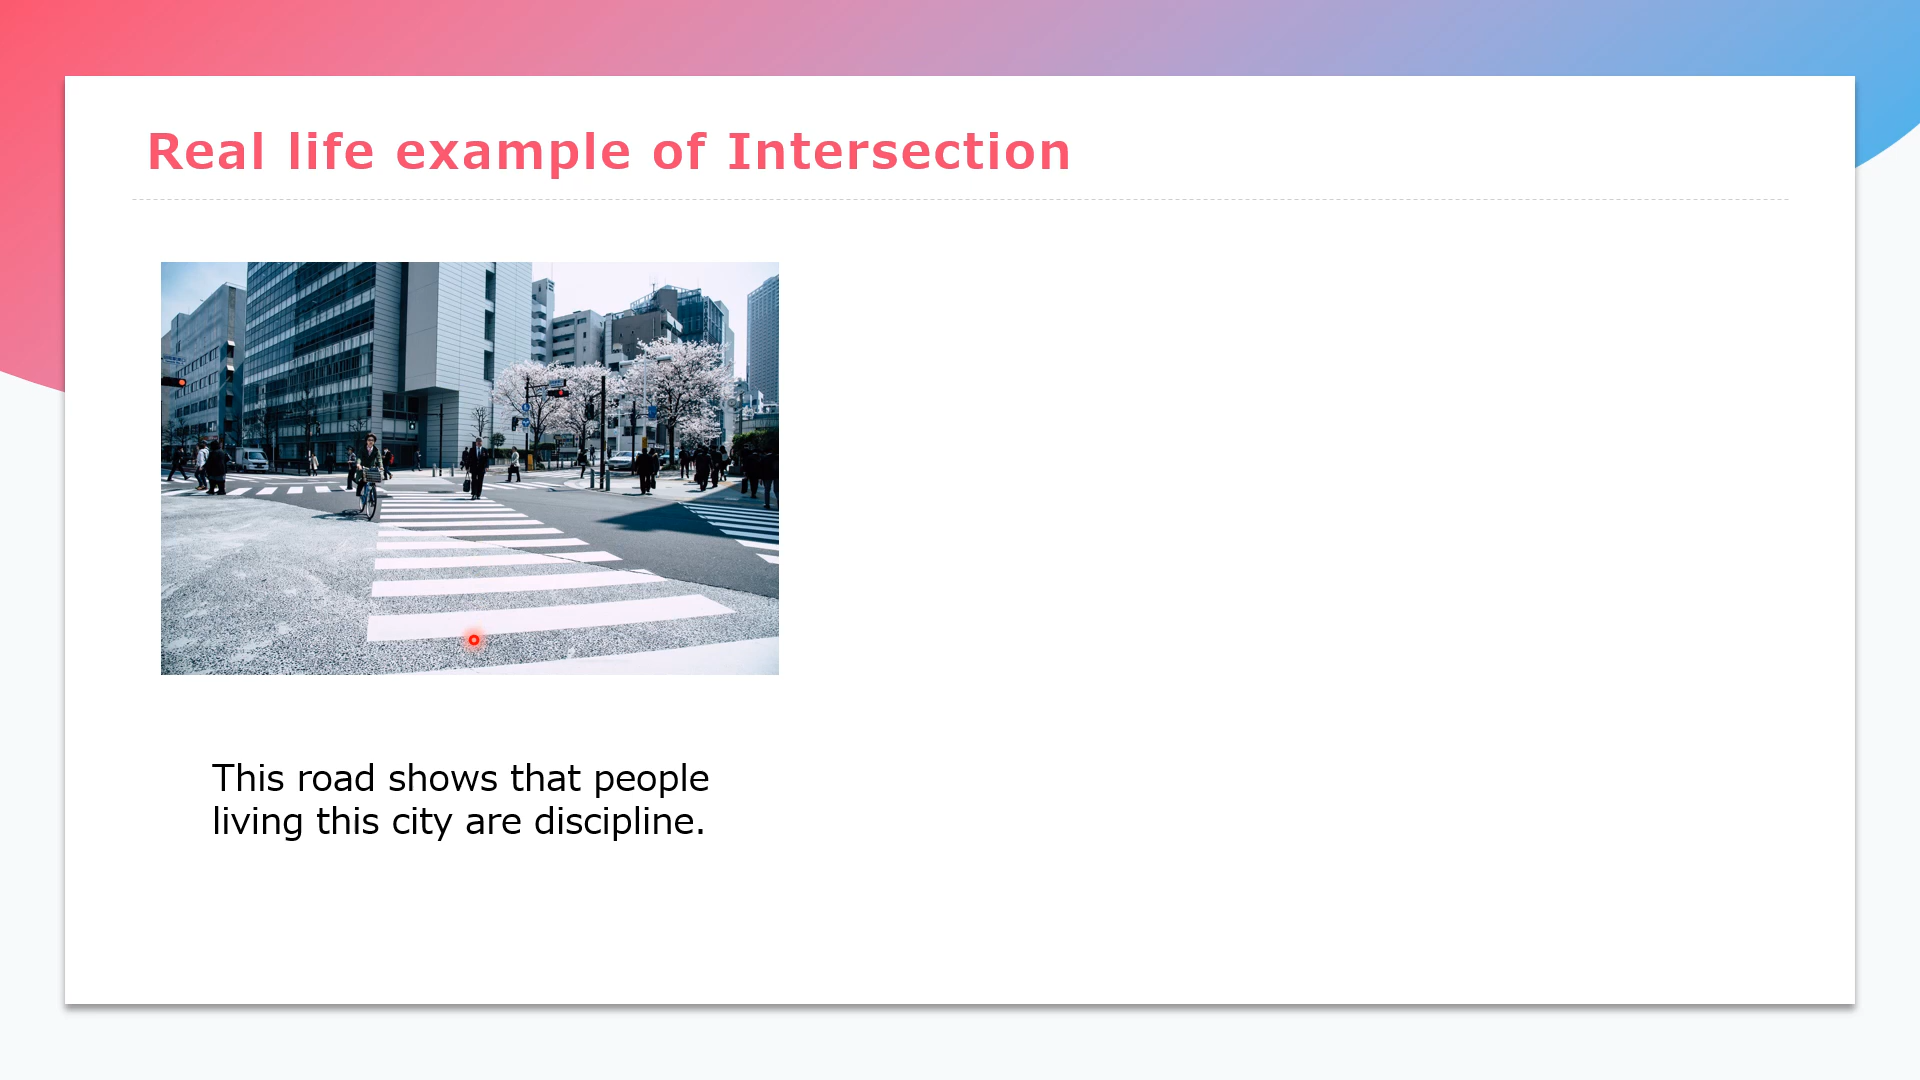 Real life example of Intersection
This road shows that people
living this city are discipline.